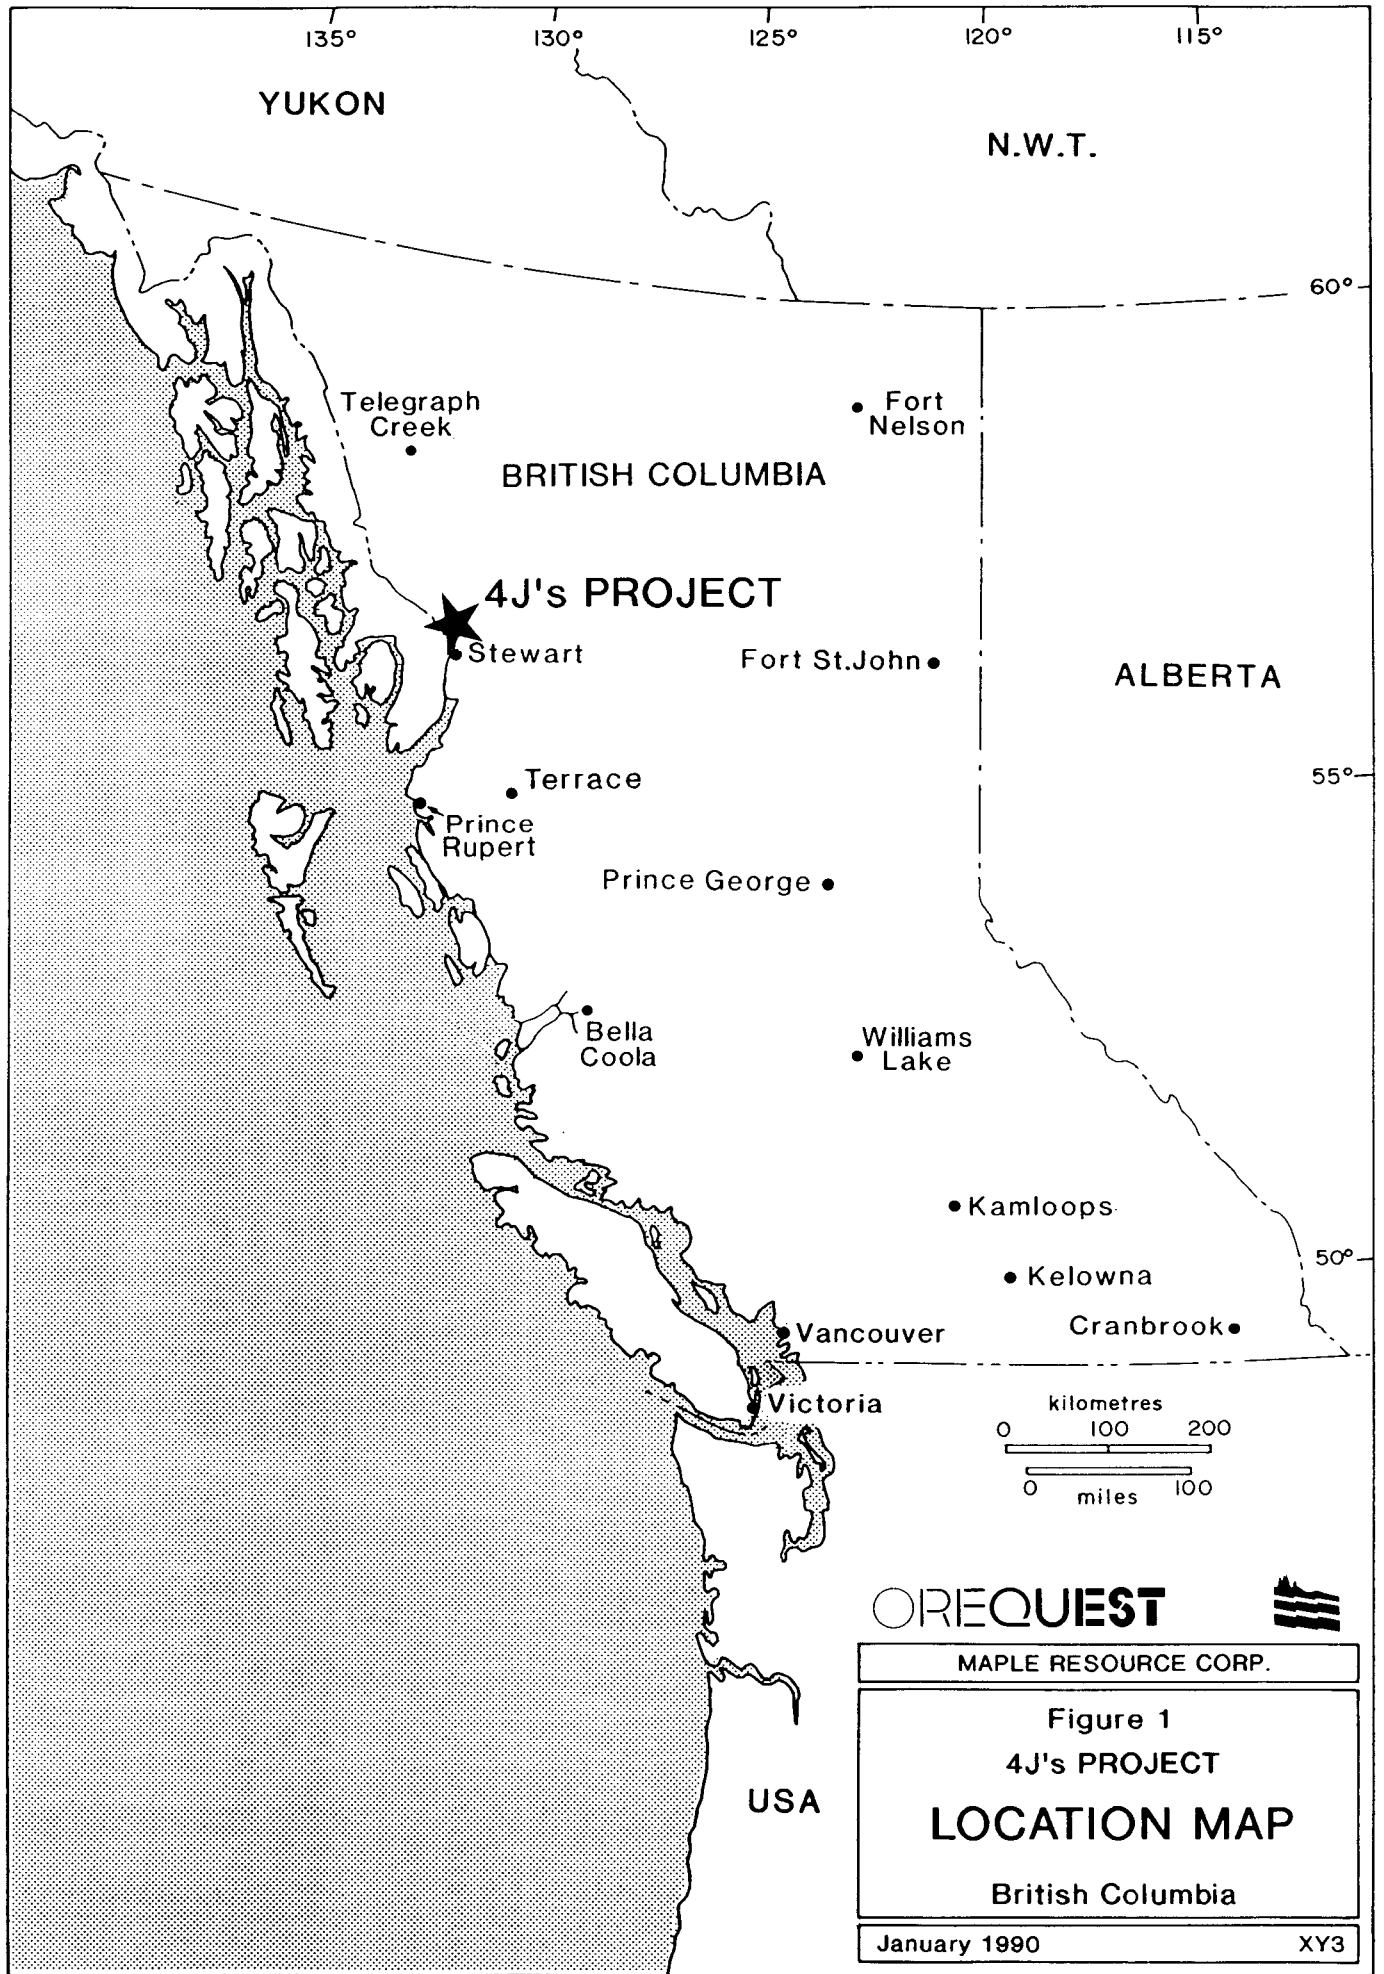 135° 130° 125° 120° 115°
YUKON
N.W.T.
60°
Telegraph
Creek
Fort
Nelson
BRITISH COLUMBIA
4J's PROJECT
Stewart
Fort St.John
ALBERTA
55°
Terrace
Prince
Rupert
Prince George
Bella
Coola
Williams
Lake
Kamloops
50°
Kelowna
Cranbrook
Vancouver
Victoria
kilometres
0 100 200
0 100
miles
OREQUEST
MAPLE RESOURCE CORP.
Figure 1
4J's PROJECT
LOCATION MAP
British Columbia
USA
January 1990 XY3